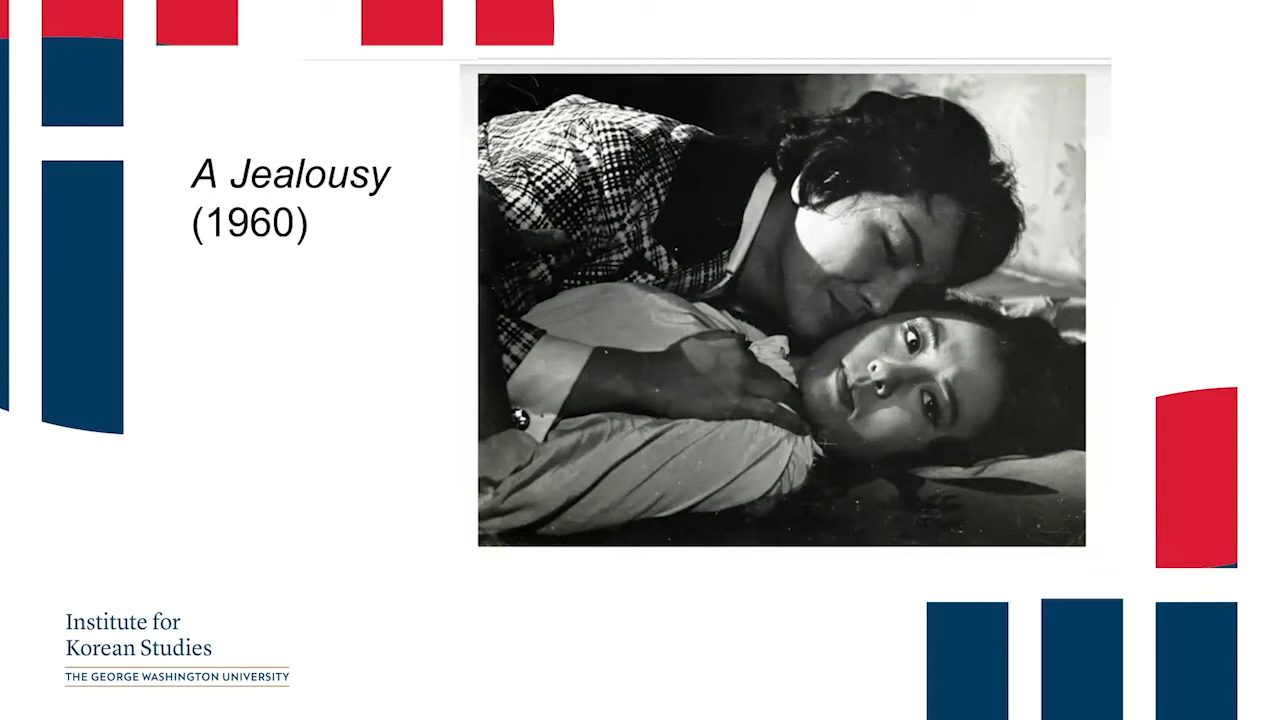 A Jealousy
(1960)
Institute for
Korean Studies
THE GEORGE WASHINGTON UNIVERSITY